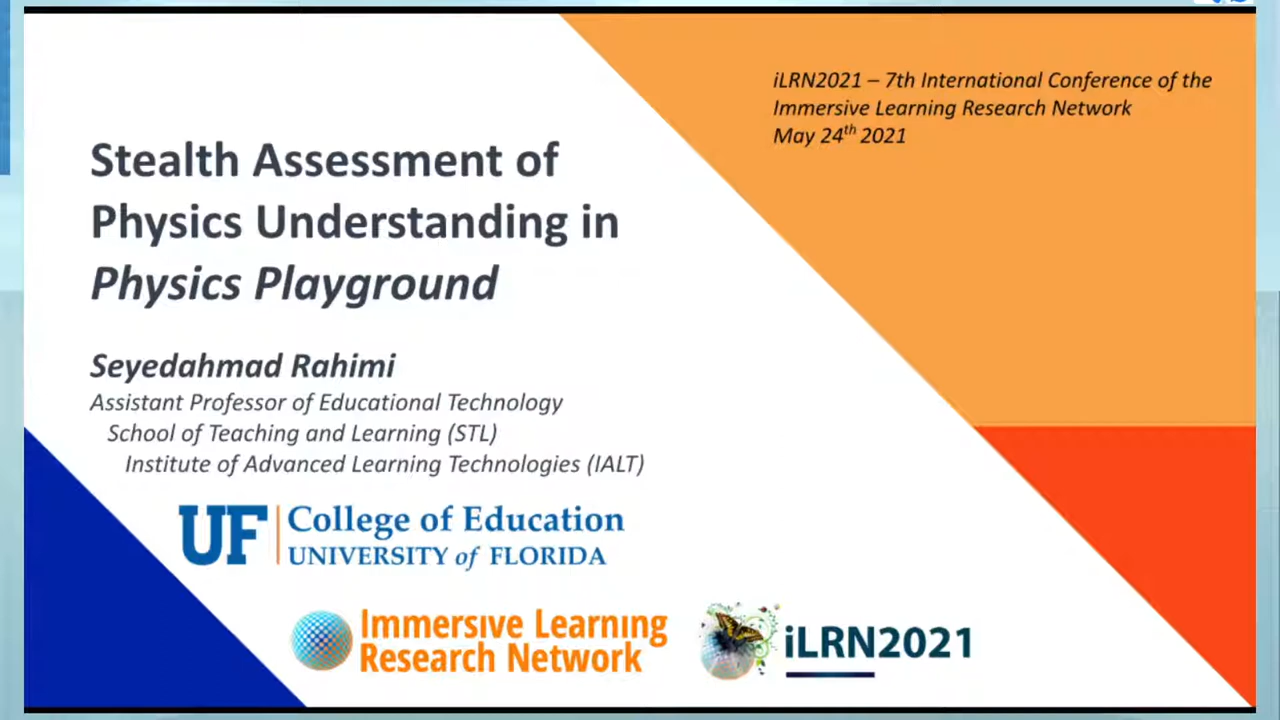 iLRN2021 – 7th International Conference of the
Immersive Learning Research Network
May 24th 2021
Stealth Assessment of
Physics Understanding in
Physics Playground
Seyedahmad Rahimi
Assistant Professor of Educational Technology
School of Teaching and Learning (STL)
Institute of Advanced Learning Technologies (IALT)
UF College of Education
UNIVERSITY of FLORIDA
Immersive Learning
Research Network
iLRN2021